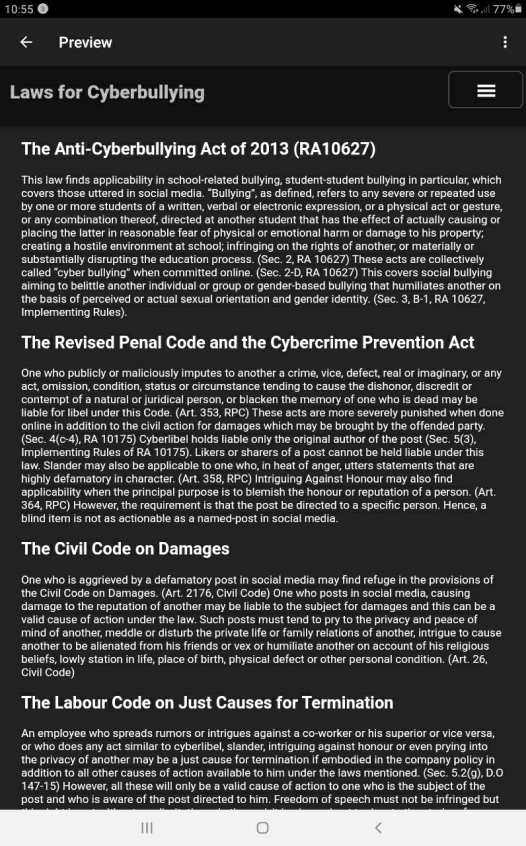 10:55
77%
Preview
Laws for Cyberbullying
The Anti-Cyberbullying Act of 2013 (RA10627)
This law finds applicability in school-related bullying, student-student bullying in particular, which
covers those uttered in social media. "Bullying", as defined, refers to any severe or repeated use
by one or more students of a written, verbal or electronic expression, or a physical act or gesture,
or any combination thereof, directed at another student that has the effect of actually causing or
placing the latter in reasonable fear of physical or emotional harm or damage to his property;
creating a hostile environment at school; infringing on the rights of another; or materially or
substantially disrupting the education process. (Sec. 2, RA 10627) These acts are collectively
called "cyber bullying" when committed online. (Sec. 2-D, RA 10627) This covers social bullying
aiming to belittle another individual or group or gender-based bullying that humiliates another on
the basis of perceived or actual sexual orientation and gender identity. (Sec. 3, B-1, RA 10627,
Implementing Rules).
The Revised Penal Code and the Cybercrime Prevention Act
One who publicly or maliciously imputes to another a crime, vice, defect, real or imaginary, or any
act, omission, condition, status or circumstance tending to cause the dishonor, discredit or
contempt of a natural or juridical person, or blacken the memory of one who is dead may be
liable for libel under this Code. (Art. 353, RPC) These acts are more severely punished when done
online in addition to the civil action for damages which may be brought by the offended party.
(Sec. 4(c-4), RA 10175) Cyberlibel holds liable only the original author of the post (Sec. 5(3),
Implementing Rules of RA 10175). Likers or sharers of a post cannot be held liable under this
law. Slander may also be applicable to one who, in heat of anger, utters statements that are
highly defamatory in character. (Art. 358, RPC) Intriguing Against Honour may also find
applicability when the principal purpose is to blemish the honour or reputation of a person. (Art.
364, RPC) However, the requirement is that the post be directed to a specific person. Hence, a
blind item is not as actionable as a named-post in social media.
The Civil Code on Damages
One who is aggrieved by a defamatory post in social media may find refuge in the provisions of
the Civil Code on Damages. (Art. 2176, Civil Code) One who posts in social media, causing
damage to the reputation of another may be liable to the subject for damages and this can be a
valid cause of action under the law. Such posts must tend to pry to the privacy and peace of
mind of another, meddle or disturb the private life or family relations of another, intrigue to cause
another to be alienated from his friends or vex or humiliate another on account of his religious
beliefs, lowly station in life, place of birth, physical defect or other personal condition. (Art. 26,
Civil Code)
The Labour Code on Just Causes for Termination
An employee who spreads rumors or intrigues against a co-worker or his superior or vice versa,
or who does any act similar to cyberlibel, slander, intriguing against honour or even prying into
the privacy of another may be a just cause for termination if embodied in the company policy in
addition to all other causes of action available to him under the laws mentioned. (Sec. 5.2(g), D.O
147-15) However, all these will only be a valid cause of action to one who is the subject of the
post and who is aware of the post directed to him. Freedom of speech must not be infringed but